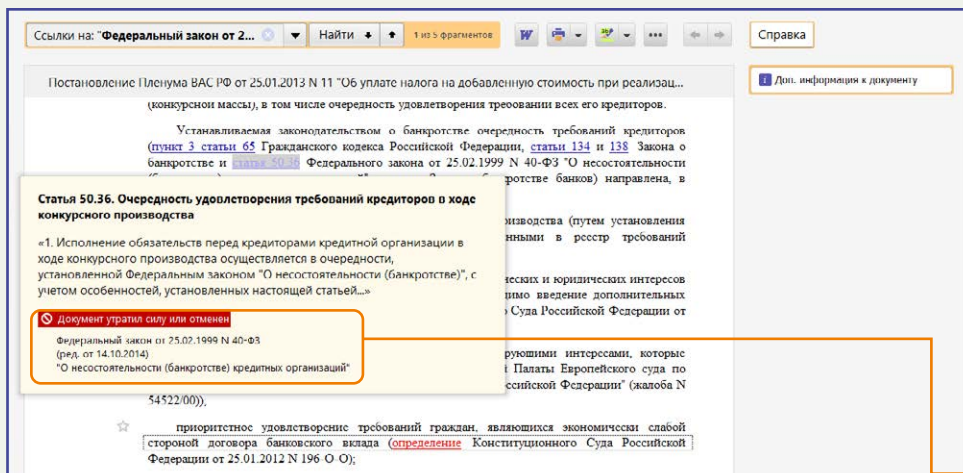 Ссылки на: "Федеральный закон от 2...
Найти
1 из 5 фрагментов
W
Справка
Постановление Пленума ВАС РФ от 25.01.2013 N 11 "Об уплате налога на добавленную стоимость при реализац...
i Доп. информация к документу
(конкурсной массы), в том числе очередность удовлетворения требований всех его кредиторов.
Устанавливаемая законодательством о банкротстве очередность требований кредиторов
(пункт 3 статьи 65 Гражданского кодекса Российской Федерации, статьи 134 и 138 Закона о
банкротстве и статья 50.36 Федерального закона от 25.02.1999 N 40-ФЗ "О несостоятельности
банкротстве банков) направлена, в
Статья 50.36. Очередность удовлетворения требований кредиторов в ходе
конкурсного производства
«1. Исполнение обязательств перед кредиторами кредитной организации в
ходе конкурсного производства осуществляется в очередности,
установленной Федеральным законом "О несостоятельности (банкротстве)", с
учетом особенностей, установленных настоящей статьей...»
Документ утратил силу или отменен
Федеральный закон от 25.02.1999 N 40-ФЗ
(ред. от 14.10.2014)
"О несостоятельности (банкротстве) кредитных организаций"
(путем установления
в реестр требований
и юридических интересов
введение дополнительных
Суда Российской Федерации от
интересами, которые
Палаты Европейского суда по
Федерации" (жалоба N
54522/00)),
приоритетное удовлетворение требований граждан, являющихся экономически слабой
стороной договора банковского вклада (определение Конституционного Суда Российской
Федерации от 25.01.2012 N 196-О-О);